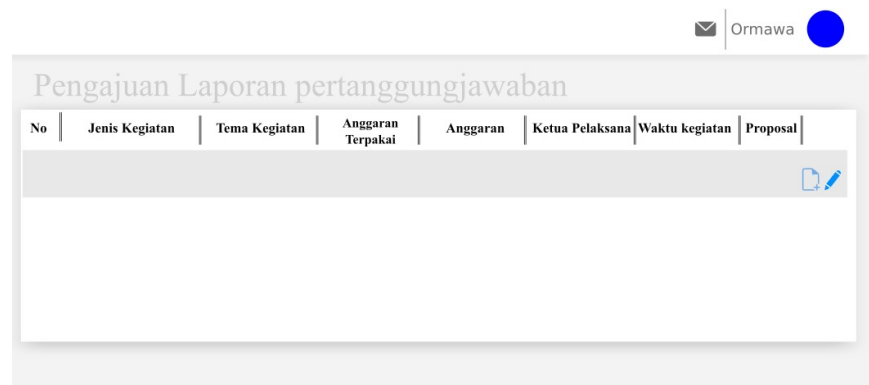 Ormawa
Pengajuan Laporan pertanggungjawaban
No Jenis Kegiatan Tema Kegiatan Anggaran Terpakai Anggaran Ketua Pelaksana Waktu kegiatan Proposal